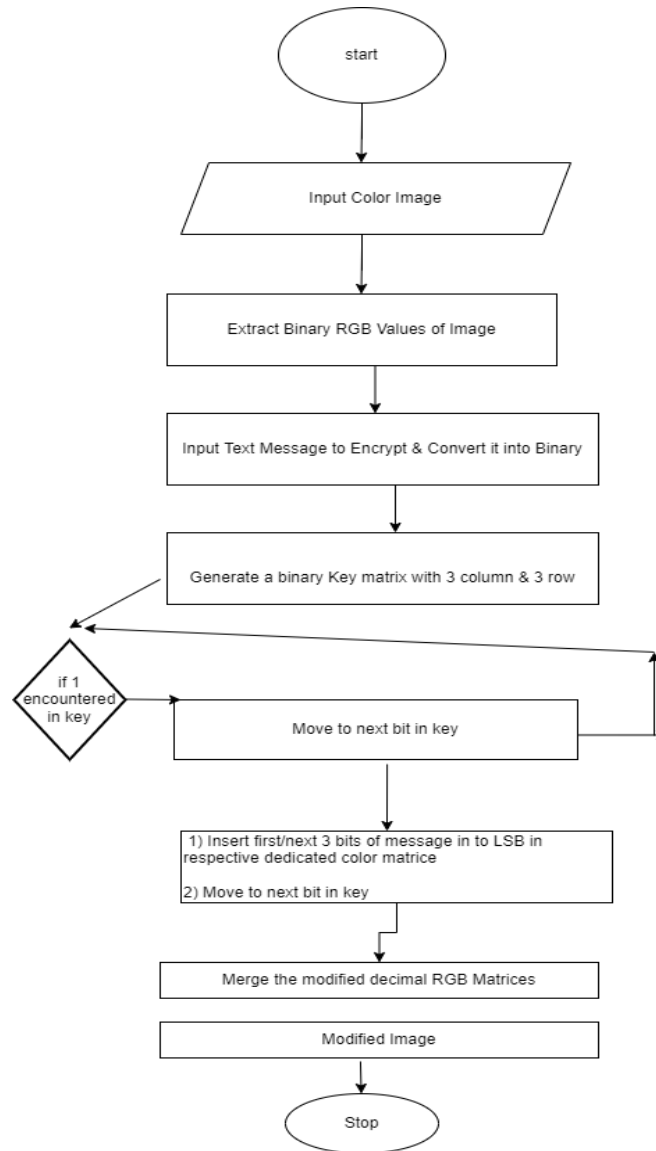 start
Input Color Image
Extract Binary RGB Values of Image
Input Text Message to Encrypt & Convert it into Binary
Generate a binary Key matrix with 3 column & 3 row
if 1
encountered
in key
Move to next bit in key
1) Insert first/next 3 bits of message in to LSB in
respective dedicated color matrice
2) Move to next bit in key
Merge the modified decimal RGB Matrices
Modified Image
Stop